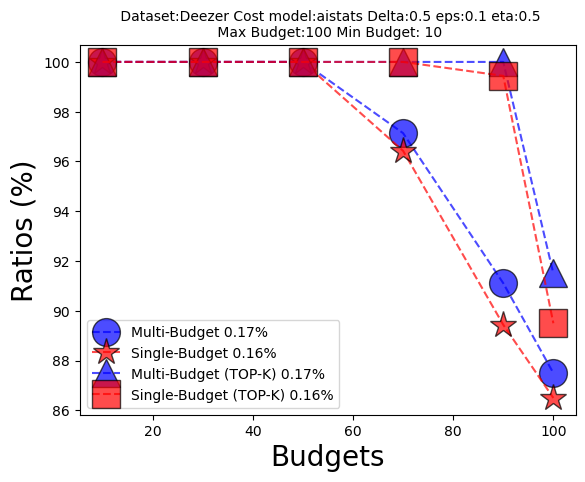 Dataset:Deezer Cost model:aistats Delta:0.5 eps:0.1 eta:0.5
Max Budget:100 Min Budget: 10
Ratios (%)
100
98
96
94
92
90
88
86
Multi-Budget 0.17%
Single-Budget 0.16%
Multi-Budget (TOP-K) 0.17%
Single-Budget (TOP-K) 0.16%
20 40 60 80 100
Budgets